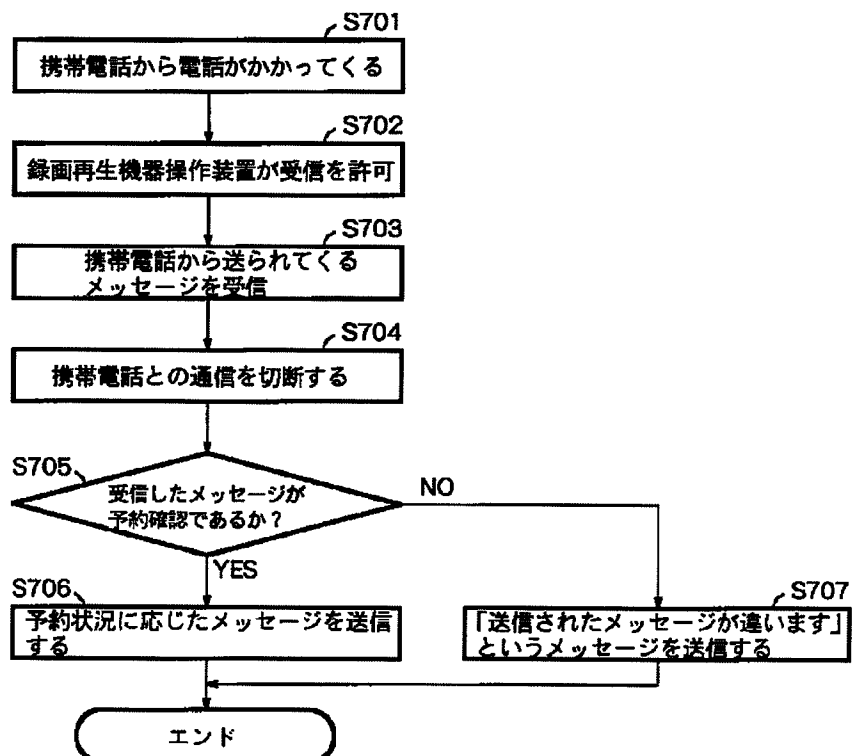 S701
携帯電話から電話がかかってくる
S702
録画再生機器操作装置が受信を許可
S703
携帯電話から送られてくる
メッセージを受信
S704
携帯電話との通信を切断する
S705
受信したメッセージが
予約確認であるか?
NO
YES
S706
予約状況に応じたメッセージを送信
する
S707
「送信されたメッセージが違います」
というメッセージを送信する
エンド